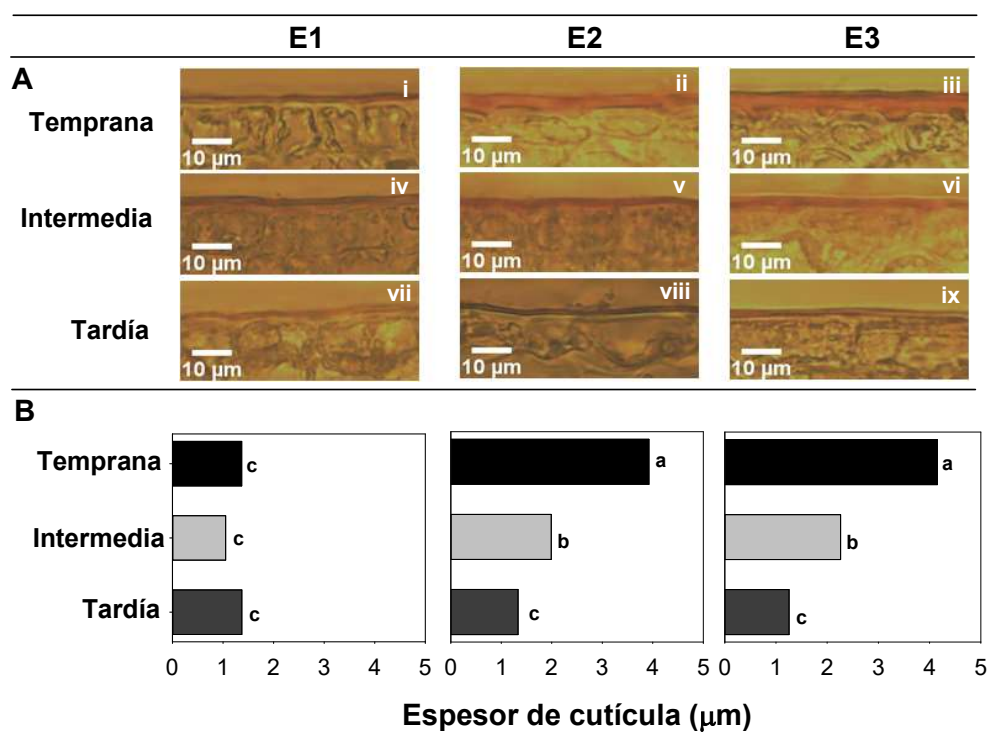 E1 E2 E3
A
Temprana i ii iii
10 µm 10 µm 10 µm
Intermedia iv v vi
10 µm 10 µm 10 µm
Tardía vii viii ix
10 µm 10 µm 10 µm
B
Temprana c a a
Intermedia c b b
Tardía c c c
0 1 2 3 4 5 0 1 2 3 4 5 0 1 2 3 4 5
Espesor de cutícula (µm)